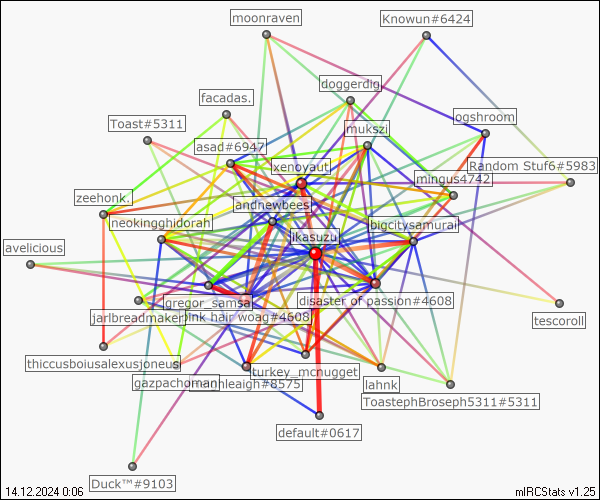 moonraven
Knowun#6424
doggerdig
facadas.
ogshroom
Toast#5311
mukszi
asad#6947
xenoyaut
Random Stuf6#5983
mingus4742
zeehonk.
andnewbees
neokingghidorah
bigcitysamurai
ikasuzu
avelicious
gregor_samsa
disaster of passion#4608
jarlbreadmaker
pink hair woag#4608
tescoroll
thiccusboiusalexusjoneus
turkey_mcnugget
gazpachoman
lahnk
ToastephBroseph5311#5311
default#0617
Duck™#9103
14.12.2024 0:06
mIRCStats v1.25